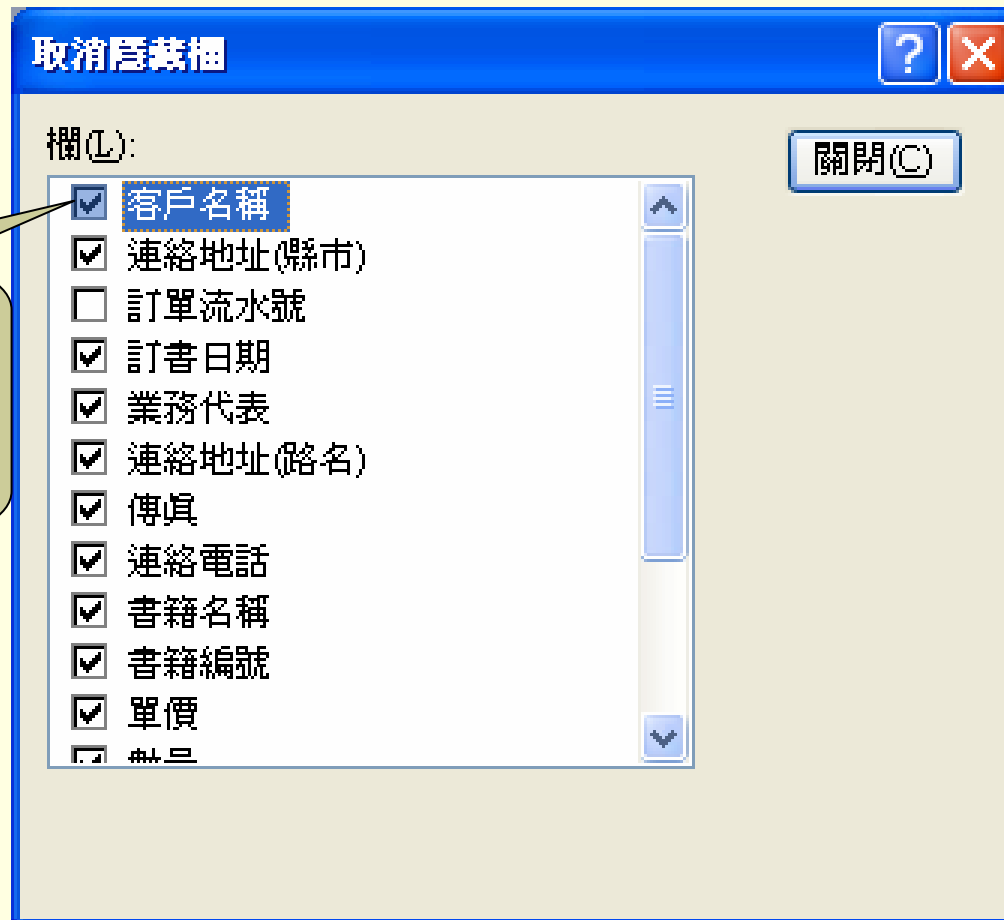 取消隱藏欄
欄(L):
關閉(C)
客戶名稱
連絡地址(縣市)
訂單流水號
訂書日期
業務代表
連絡地址(路名)
傳真
連絡電話
書籍名稱
書籍編號
單價